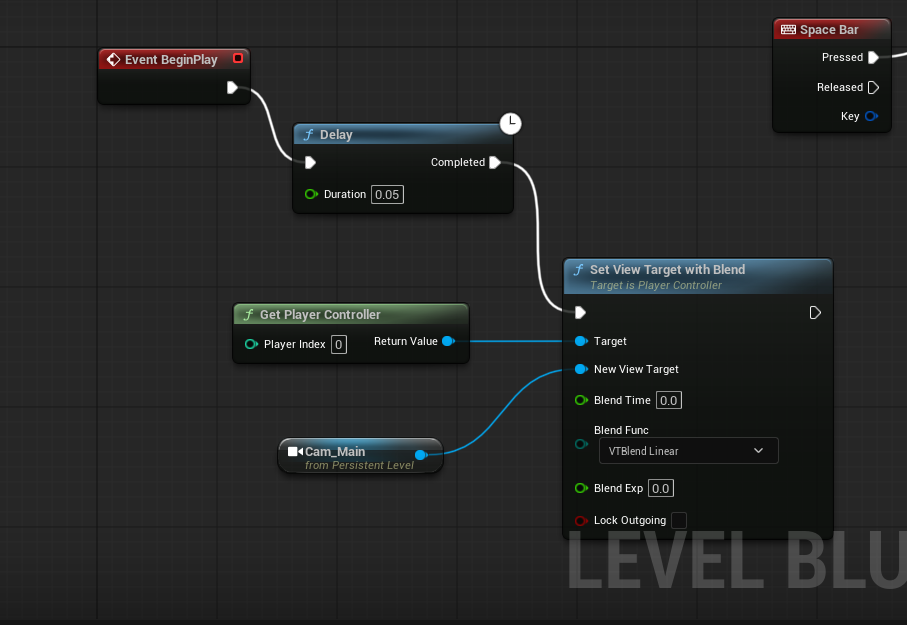 Event BeginPlay
Space Bar
Pressed
Released
Key
Delay
Completed
Duration 0.05
Set View Target with Blend
Target is Player Controller
Target
New View Target
Blend Time 0.0
Blend Func
VTBlend Linear
Blend Exp 0.0
Lock Outgoing
Get Player Controller
Player Index 0 Return Value
Cam_Main
from Persistent Level
LEVEL BLU